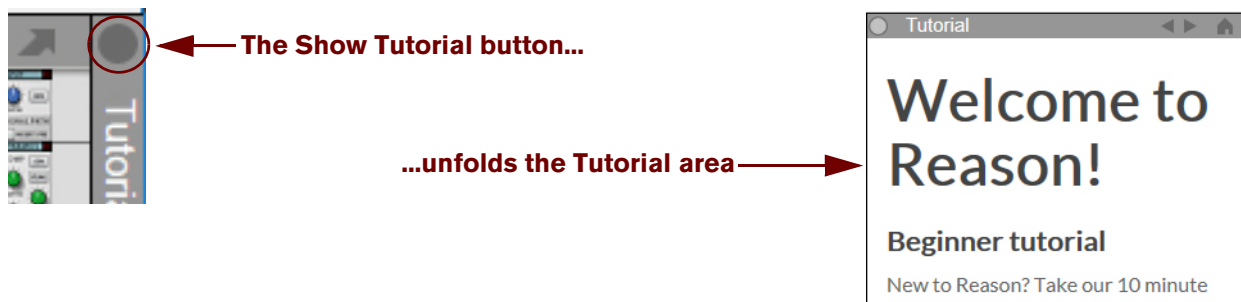 The Show Tutorial button...
Tutoria
...unfolds the Tutorial area
Tutorial
Welcome to
Reason!
Beginner tutorial
New to Reason? Take our 10 minute